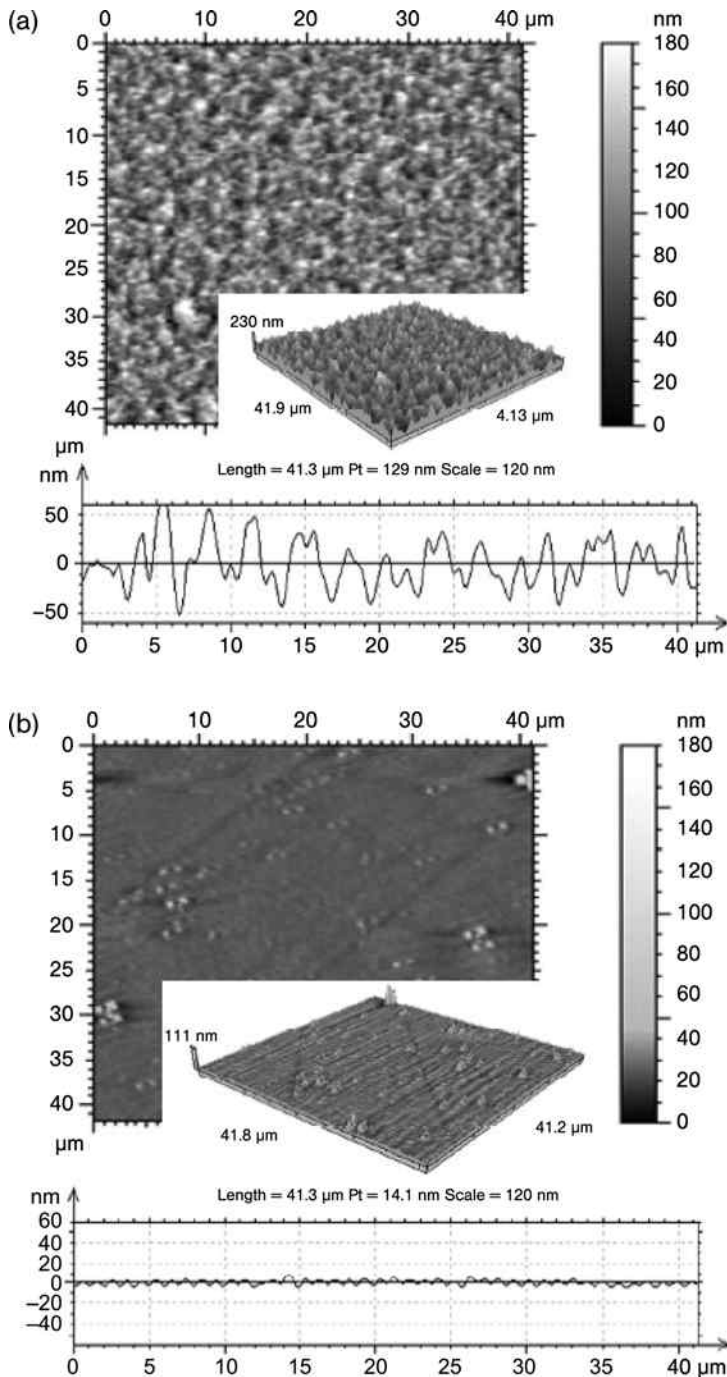 (a)
0 10 20 30 40 µm
nm
0
5
10
15
20
25
30
35
40
µm
180
160
140
120
100
80
60
40
20
0
230 nm
41.9 µm
4.13 µm
Length = 41.3 µm Pt = 129 nm Scale = 120 nm
nm
50
0
−50
0 5 10 15 20 25 30 35 40 µm
(b)
0 10 20 30 40 µm
nm
0
5
10
15
20
25
30
35
40
µm
180
160
140
120
100
80
60
40
20
0
111 nm
41.8 µm
41.2 µm
Length = 41.3 µm Pt = 14.1 nm Scale = 120 nm
nm
60
40
20
0
−20
−40
0 5 10 15 20 25 30 35 40 µm